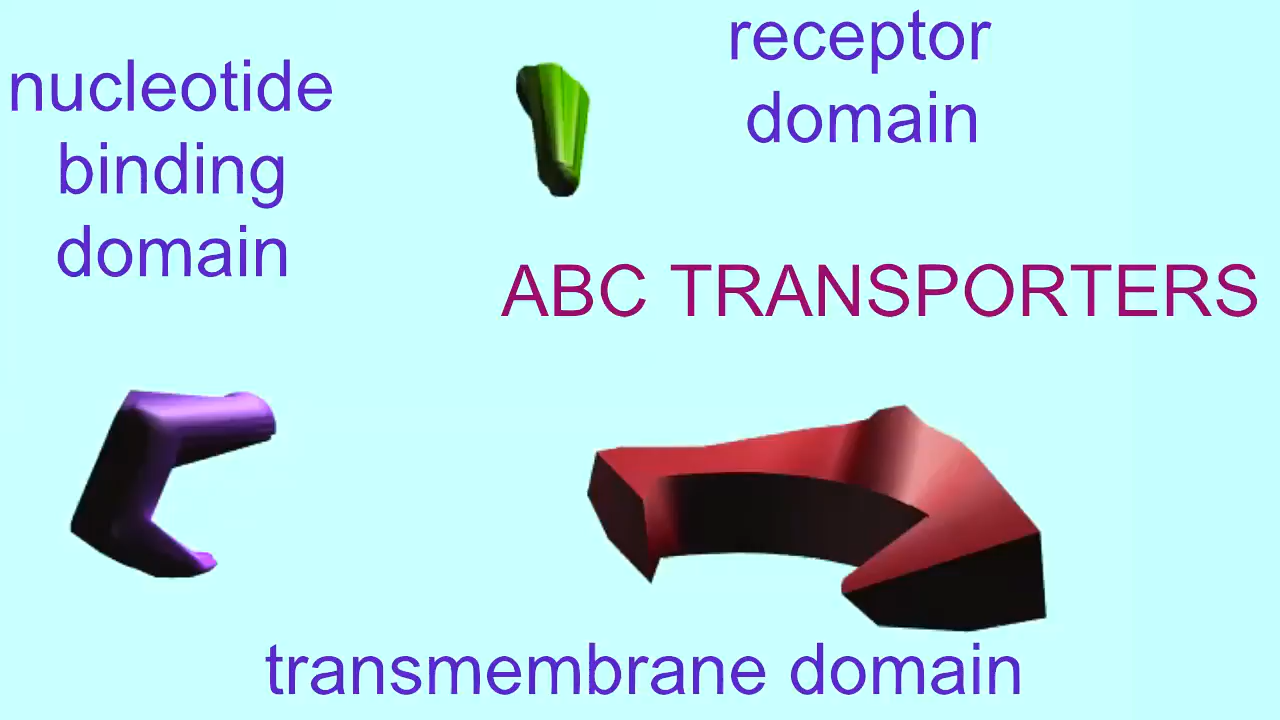 nucleotide
binding
domain
receptor
domain
ABC TRANSPORTERS
transmembrane domain